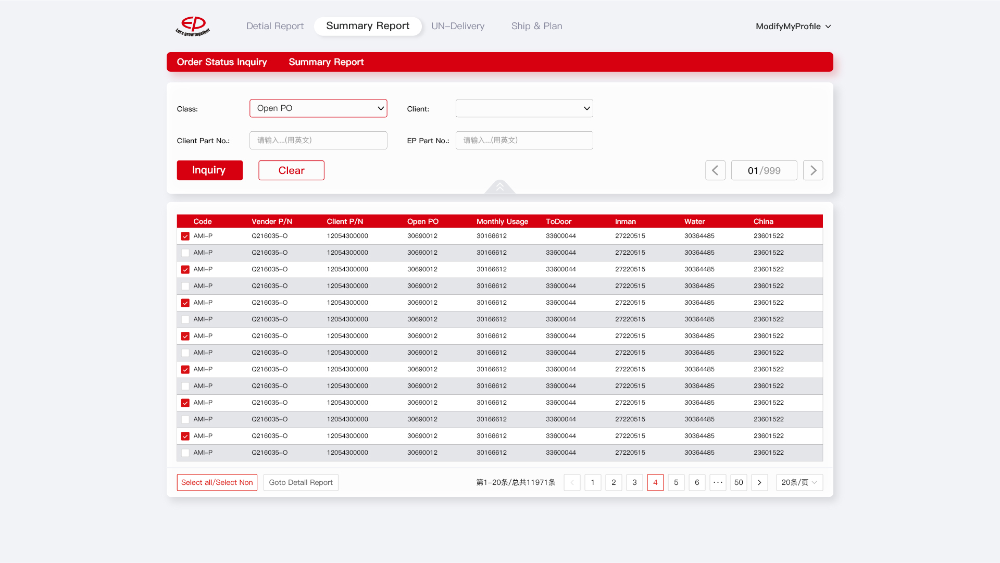 EP
Let's grow together
Detial Report
Summary Report
UN-Delivery
Ship & Plan
ModifyMyProfile
Order Status Inquiry
Summary Report
Class:
Open PO
Client:
Client Part No.:
请输入...(用英文)
EP Part No.:
请输入...(用英文)
Inquiry
Clear
01/999
Code Vender P/N Client P/N Open PO Monthly Usage ToDoor Inman Water China
AMI-P Q216035-O 12054300000 30690012 30166612 33600044 27220515 30364485 23601522
AMI-P Q216035-O 12054300000 30690012 30166612 33600044 27220515 30364485 23601522
AMI-P Q216035-O 12054300000 30690012 30166612 33600044 27220515 30364485 23601522
AMI-P Q216035-O 12054300000 30690012 30166612 33600044 27220515 30364485 23601522
AMI-P Q216035-O 12054300000 30690012 30166612 33600044 27220515 30364485 23601522
AMI-P Q216035-O 12054300000 30690012 30166612 33600044 27220515 30364485 23601522
AMI-P Q216035-O 12054300000 30690012 30166612 33600044 27220515 30364485 23601522
AMI-P Q216035-O 12054300000 30690012 30166612 33600044 27220515 30364485 23601522
AMI-P Q216035-O 12054300000 30690012 30166612 33600044 27220515 30364485 23601522
AMI-P Q216035-O 12054300000 30690012 30166612 33600044 27220515 30364485 23601522
AMI-P Q216035-O 12054300000 30690012 30166612 33600044 27220515 30364485 23601522
AMI-P Q216035-O 12054300000 30690012 30166612 33600044 27220515 30364485 23601522
AMI-P Q216035-O 12054300000 30690012 30166612 33600044 27220515 30364485 23601522
AMI-P Q216035-O 12054300000 30690012 30166612 33600044 27220515 30364485 23601522
Select all/Select Non
Goto Detail Report
第1-20条/总共11971条
1 2 3 4 5 6 ··· 50
20条/页